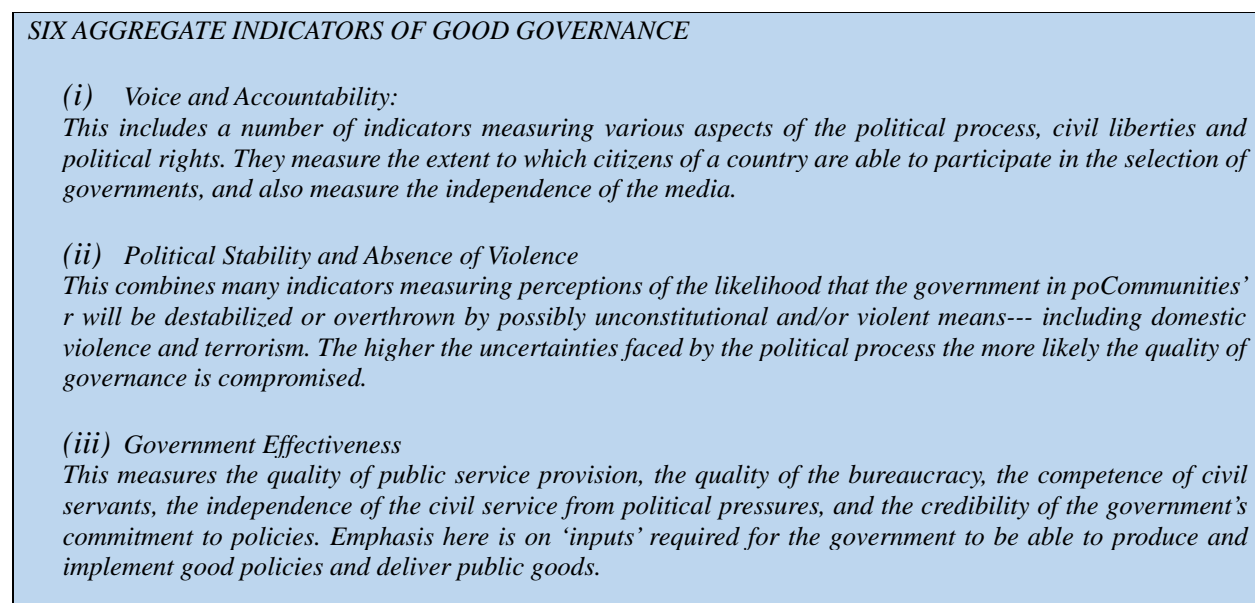 SIX AGGREGATE INDICATORS OF GOOD GOVERNANCE
(i) Voice and Accountability:
This includes a number of indicators measuring various aspects of the political process, civil liberties and
political rights. They measure the extent to which citizens of a country are able to participate in the selection of
governments, and also measure the independence of the media.
(ii) Political Stability and Absence of Violence
This combines many indicators measuring perceptions of the likelihood that the government in poCommunities’
r will be destabilized or overthrown by possibly unconstitutional and/or violent means--- including domestic
violence and terrorism. The higher the uncertainties faced by the political process the more likely the quality of
governance is compromised.
(iii) Government Effectiveness
This measures the quality of public service provision, the quality of the bureaucracy, the competence of civil
servants, the independence of the civil service from political pressures, and the credibility of the government’s
commitment to policies. Emphasis here is on ‘inputs’ required for the government to be able to produce and
implement good policies and deliver public goods.